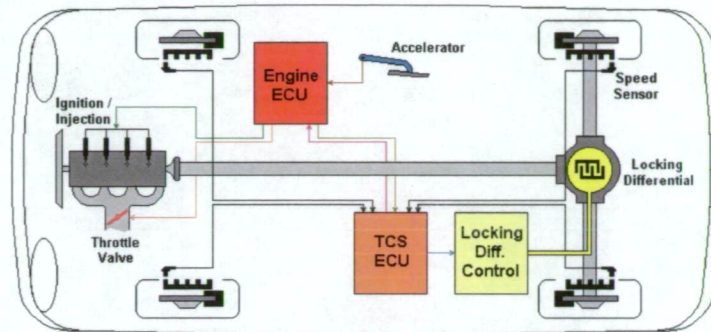 Accelerator
Engine
ECU
Speed
Sensor
Ignition /
Injection
Locking
Differential
TCS
ECU
Locking
Diff.
Control
Throttle
Valve